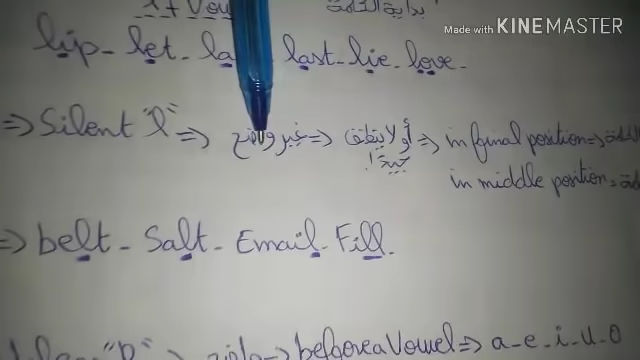 Made with KINEMASTER
l + Vow بداية الكلمة
lip - let - la last - lie - love -
=> Silent "l" => غير واضح => أو لا ينطق جيدا! => in final position =>
in middle position =
=> belt - Salt - Email - Fill.
before a Vowel => a - e - i - u - o